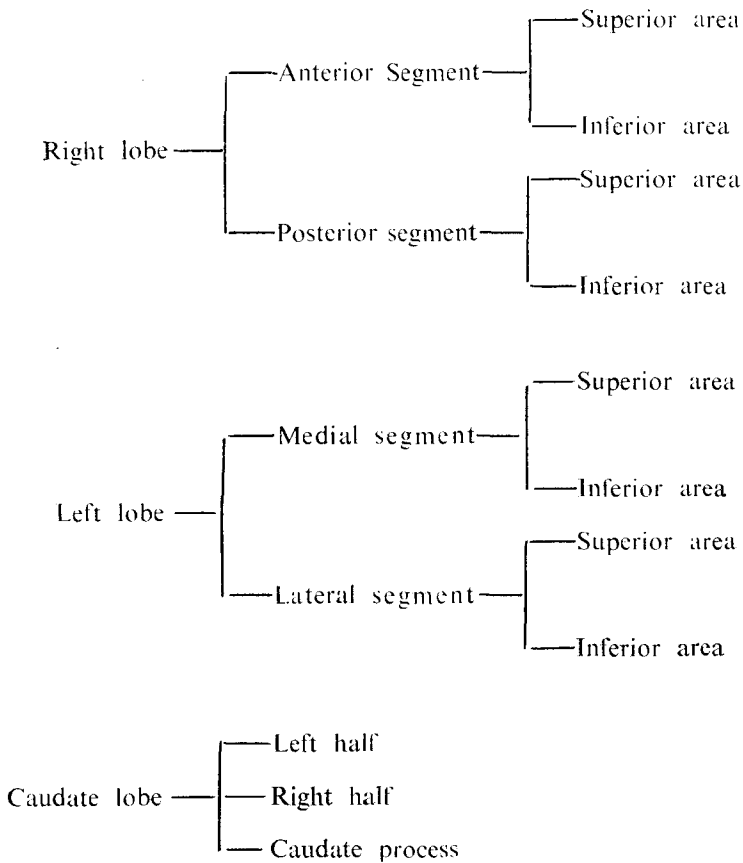 Superior area
Anterior Segment
Inferior area
Right lobe
Superior area
Posterior segment
Inferior area
Superior area
Medial segment
Inferior area
Left lobe
Superior area
Lateral segment
Inferior area
Left half
Caudate lobe
Right half
Caudate process